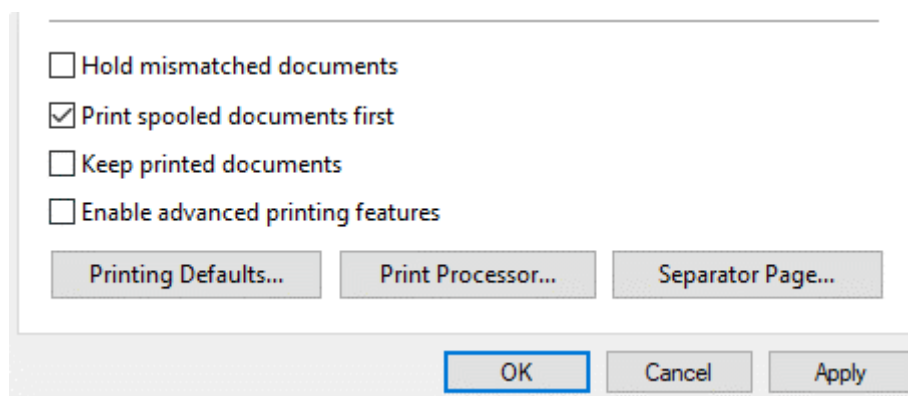 Hold mismatched documents
Print spooled documents first
Keep printed documents
Enable advanced printing features
Printing Defaults... Print Processor... Separator Page...
OK Cancel Apply